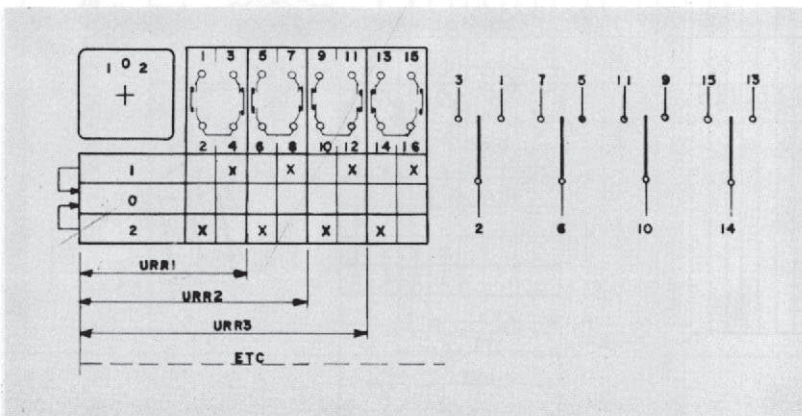 1 0 2
1 3 5 7 9 11 13 15
2 4 6 8 10 12 14 16
1 X X X X
0
2 X X X X
URR1
URR2
URR3
ETC
3 1 7 5 11 9 15 13
2 6 10 14